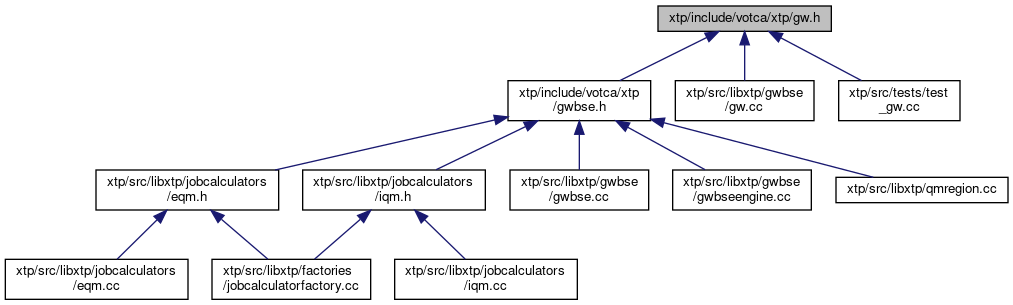 xtp/include/votca/xtp/gw.h
xtp/include/votca/xtp
/gwbse.h
xtp/src/libxtp/gwbse
/gw.cc
xtp/src/tests/test
_gw.cc
xtp/src/libxtp/jobcalculators
/eqm.h
xtp/src/libxtp/jobcalculators
/iqm.h
xtp/src/libxtp/gwbse
/gwbse.cc
xtp/src/libxtp/gwbse
/gwbseengine.cc
xtp/src/libxtp/qmregion.cc
xtp/src/libxtp/jobcalculators
/eqm.cc
xtp/src/libxtp/factories
/jobcalculatorfactory.cc
xtp/src/libxtp/jobcalculators
/iqm.cc